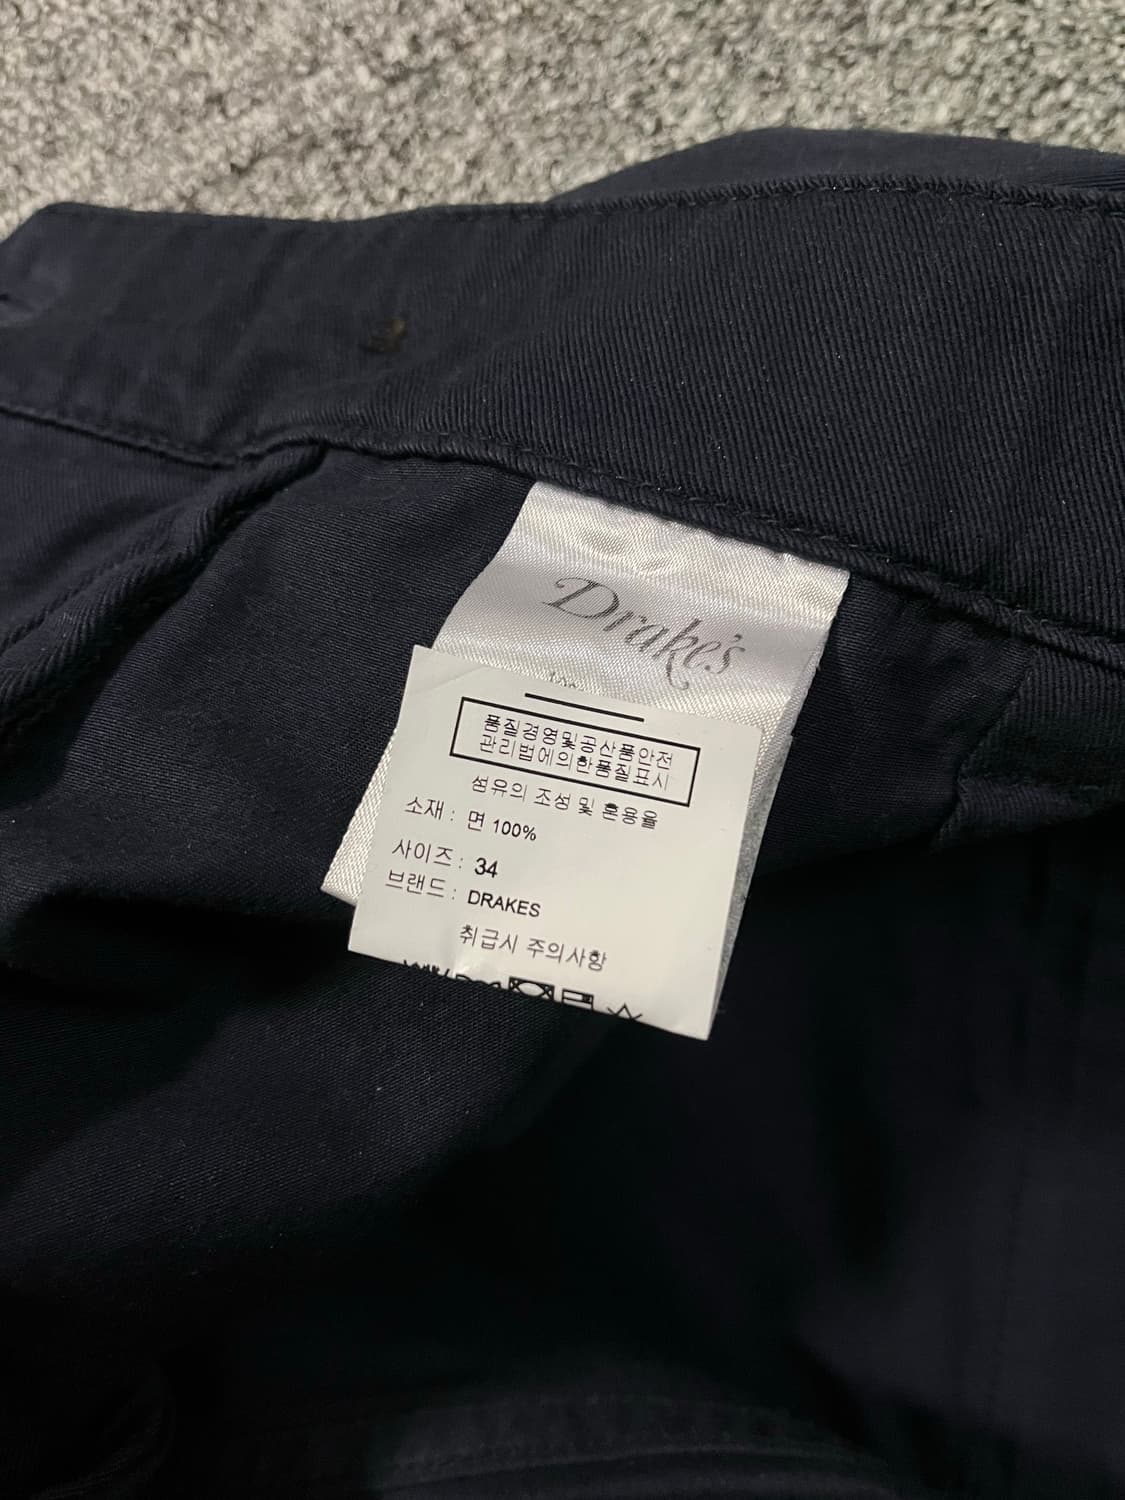 Drake's
품질경영및공산품안전
관리법에의한품질표시
섬유의 조성 및 혼용율
소재 : 면 100%
사이즈 : 34
브랜드 : DRAKES
취급시 주의사항